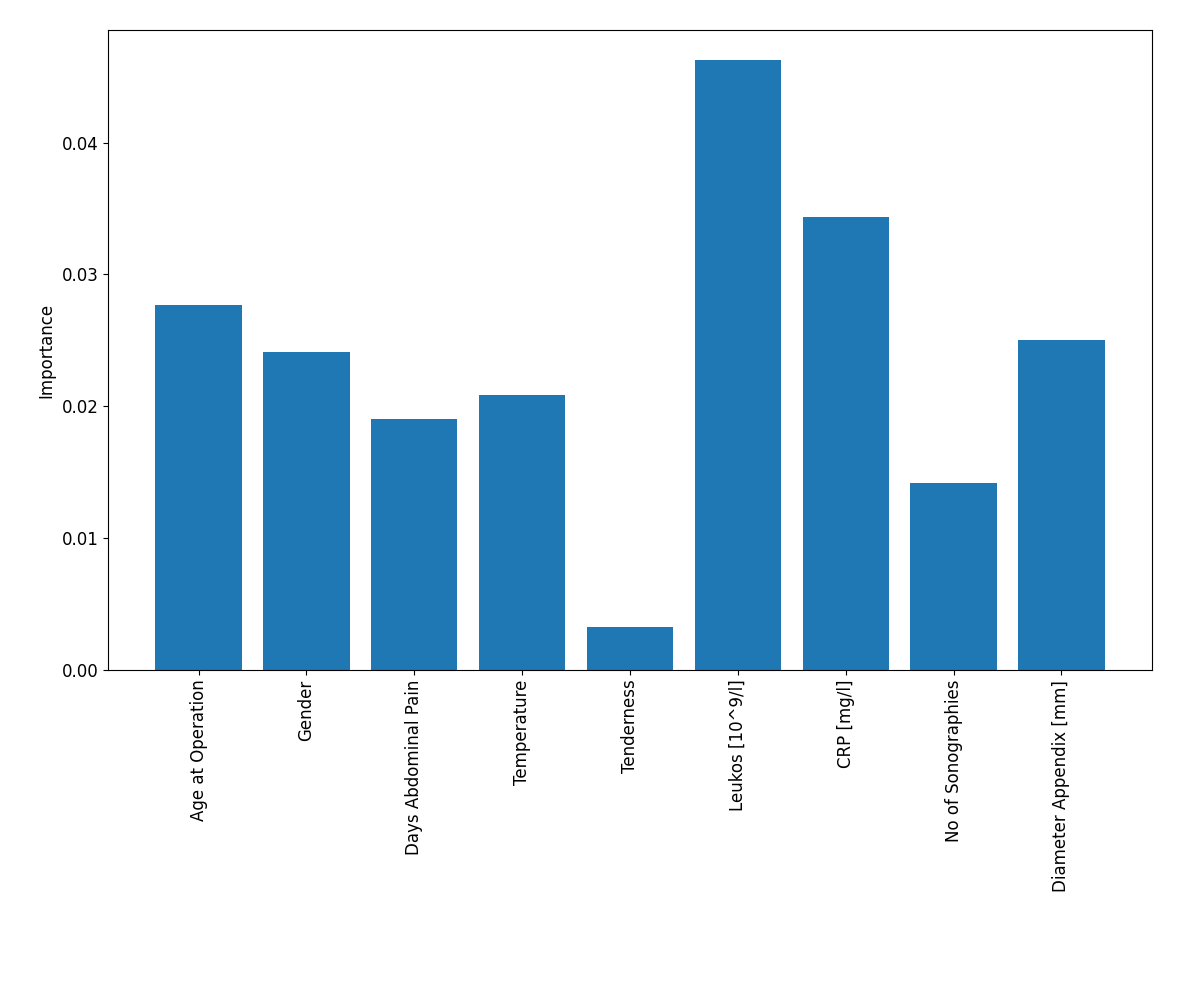 0.04
0.03
0.02
0.01
0.00
Importance
Age at Operation
Gender
Days Abdominal Pain
Temperature
Tenderness
Leukos [10^9/l]
CRP [mg/l]
No of Sonographies
Diameter Appendix [mm]